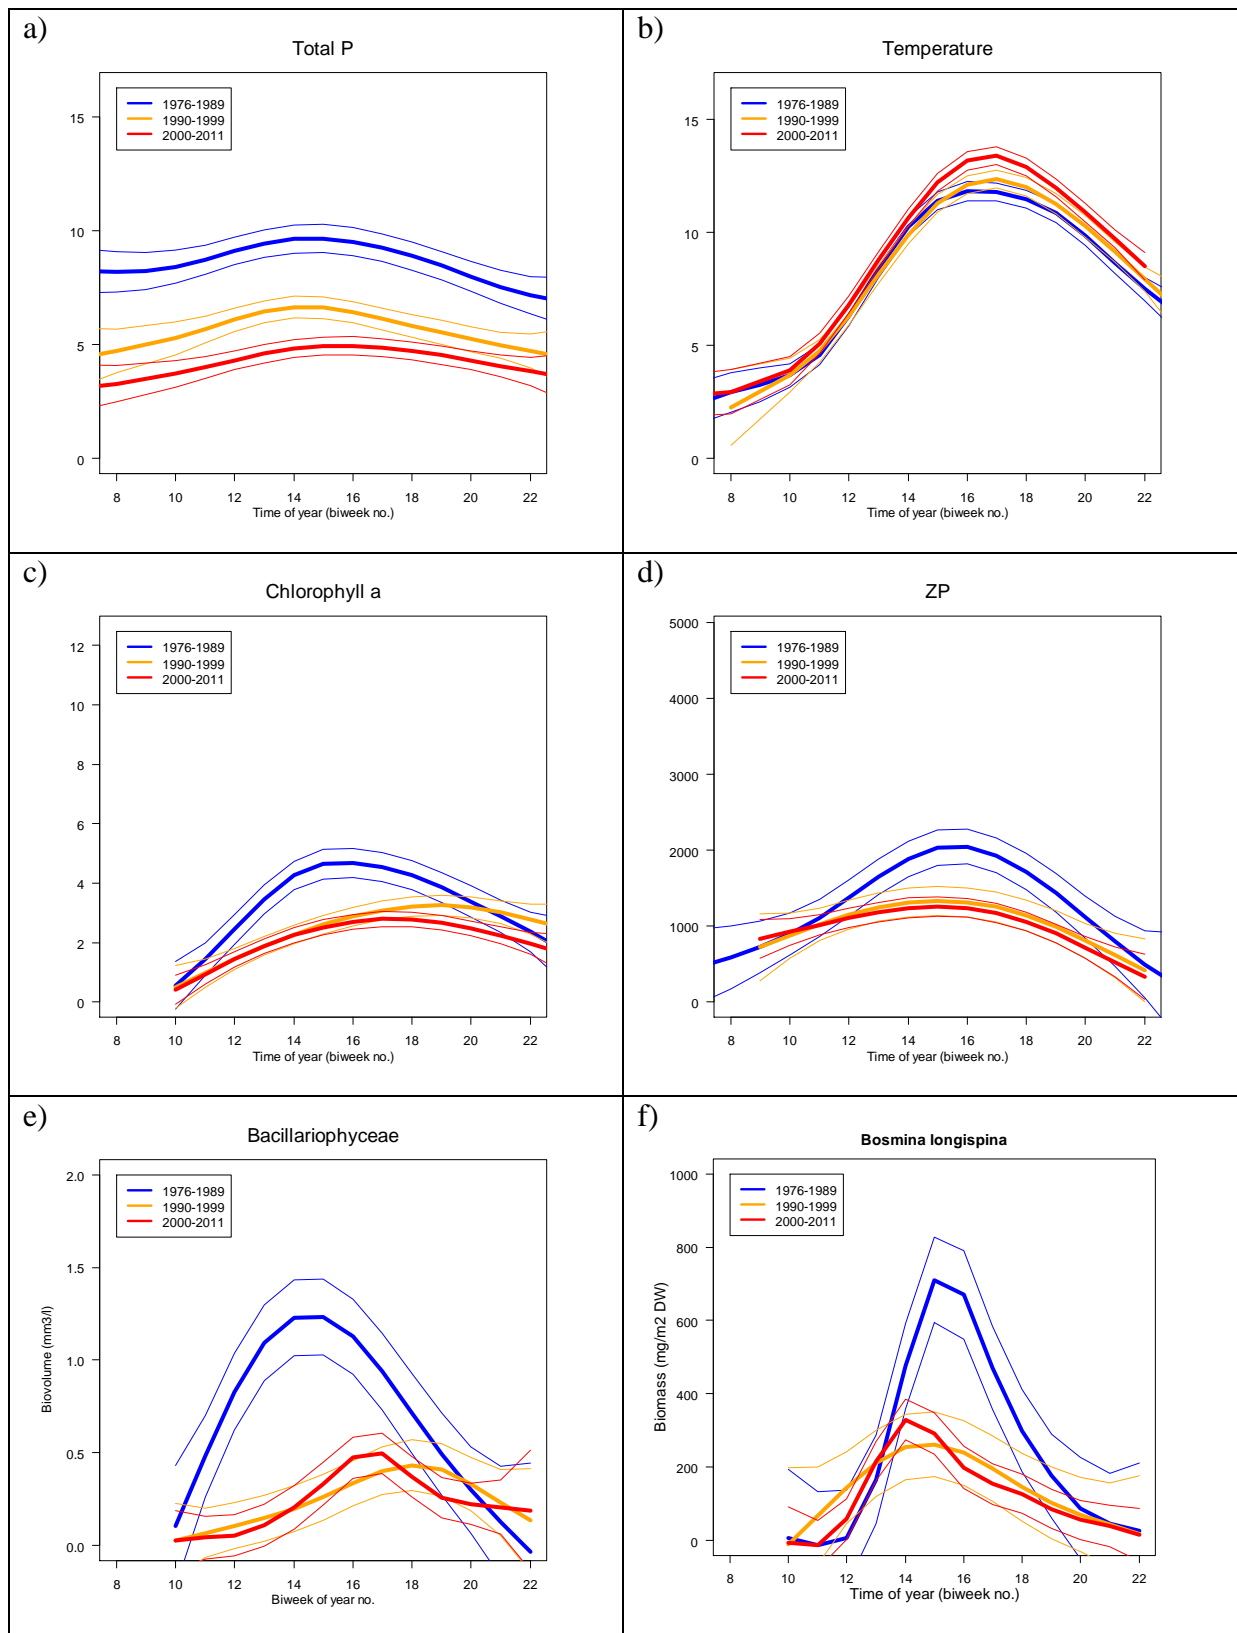 a)
Total P
1976-1989
1990-1999
2000-2011
15
10
5
0
8 10 12 14 16 18 20 22
Time of year (biweek no.)
b)
Temperature
1976-1989
1990-1999
2000-2011
15
10
5
0
8 10 12 14 16 18 20 22
Time of year (biweek no.)
c)
Chlorophyll a
1976-1989
1990-1999
2000-2011
12
10
8
6
4
2
0
8 10 12 14 16 18 20 22
Time of year (biweek no.)
d)
ZP
1976-1989
1990-1999
2000-2011
5000
4000
3000
2000
1000
0
8 10 12 14 16 18 20 22
Time of year (biweek no.)
e)
Bacillariophyceae
1976-1989
1990-1999
2000-2011
2.0
1.5
1.0
0.5
0.0
Biovolume (mm3/l)
8 10 12 14 16 18 20 22
Biweek of year no.
f)
Bosmina longispina
1976-1989
1990-1999
2000-2011
1000
800
600
400
200
0
Biomass (mg/m2 DW)
8 10 12 14 16 18 20 22
Time of year (biweek no.)